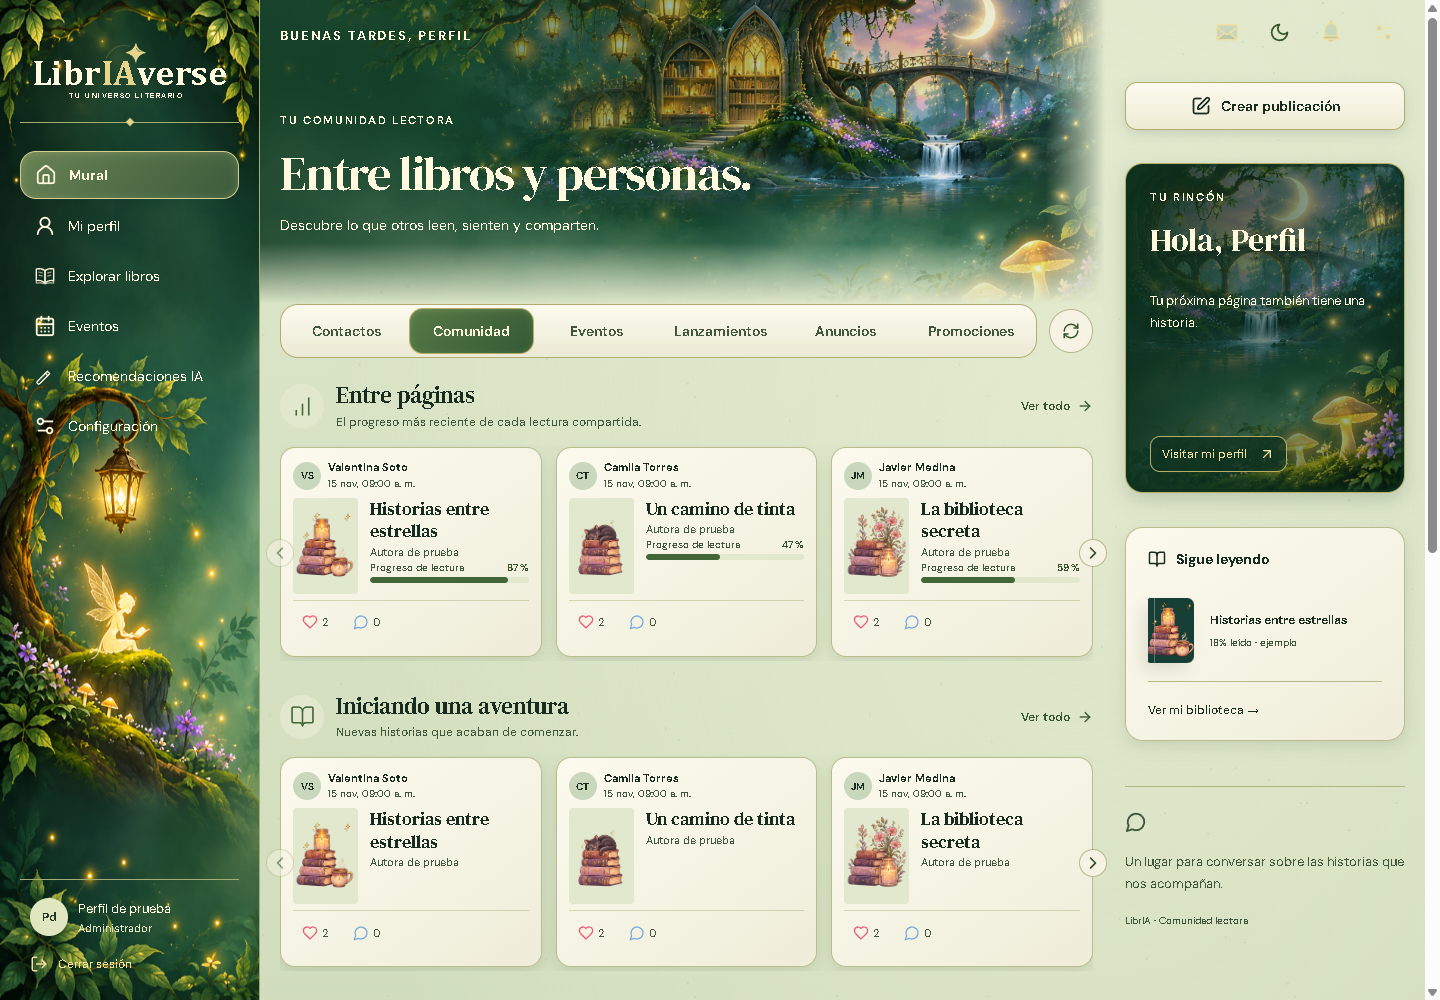 LibrIAverse
TU UNIVERSO LITERARIO
Mural
Mi perfil
Explorar libros
Eventos
Recomendaciones IA
Configuración
Pd
Perfil de prueba
Administrador
Cerrar sesión
BUENAS TARDES, PERFIL
TU COMUNIDAD LECTORA
Entre libros y personas.
Descubre lo que otros leen, sienten y comparten.
Contactos
Comunidad
Eventos
Lanzamientos
Anuncios
Promociones
Entre páginas
El progreso más reciente de cada lectura compartida.
Ver todo →
VS
Valentina Soto
15 nov, 09:00 a. m.
Historias entre
estrellas
Autora de prueba
Progreso de lectura 87 %
2 0
CT
Camila Torres
15 nov, 09:00 a. m.
Un camino de tinta
Autora de prueba
Progreso de lectura 47 %
2 0
JM
Javier Medina
15 nov, 09:00 a. m.
La biblioteca
secreta
Autora de prueba
Progreso de lectura 59 %
2 0
Iniciando una aventura
Nuevas historias que acaban de comenzar.
Ver todo →
VS
Valentina Soto
15 nov, 09:00 a. m.
Historias entre
estrellas
Autora de prueba
2 0
CT
Camila Torres
15 nov, 09:00 a. m.
Un camino de tinta
Autora de prueba
2 0
JM
Javier Medina
15 nov, 09:00 a. m.
La biblioteca
secreta
Autora de prueba
2 0
Crear publicación
TU RINCÓN
Hola, Perfil
Tu próxima página también tiene una
historia.
Visitar mi perfil
Sigue leyendo
Historias entre estrellas
18% leído · ejemplo
Ver mi biblioteca →
Un lugar para conversar sobre las historias que
nos acompañan.
LibrIA · Comunidad lectora